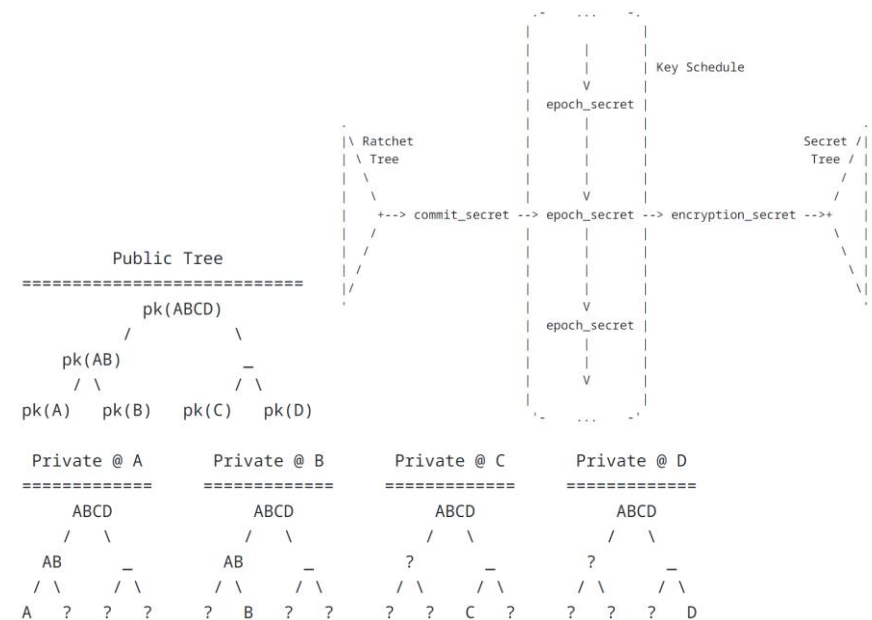 .-     ...     -.
Key Schedule
epoch_secret
\ Ratchet
\ Tree
Secret /
Tree /
+--> commit_secret --> epoch_secret --> encryption_secret -->+
epoch_secret
'-     ...     -'
Public Tree
============================
pk(ABCD)
/ \
pk(AB) _
/ \ / \
pk(A) pk(B) pk(C) pk(D)
Private @ A Private @ B Private @ C Private @ D
============= ============= ============= =============
ABCD ABCD ABCD ABCD
/ \ / \ / \ / \
AB _ AB _ ? _ ? _
/ \ / \ / \ / \ / \ / \ / \ / \
A ? ? ? ? B ? ? ? ? C ? ? ? ? D